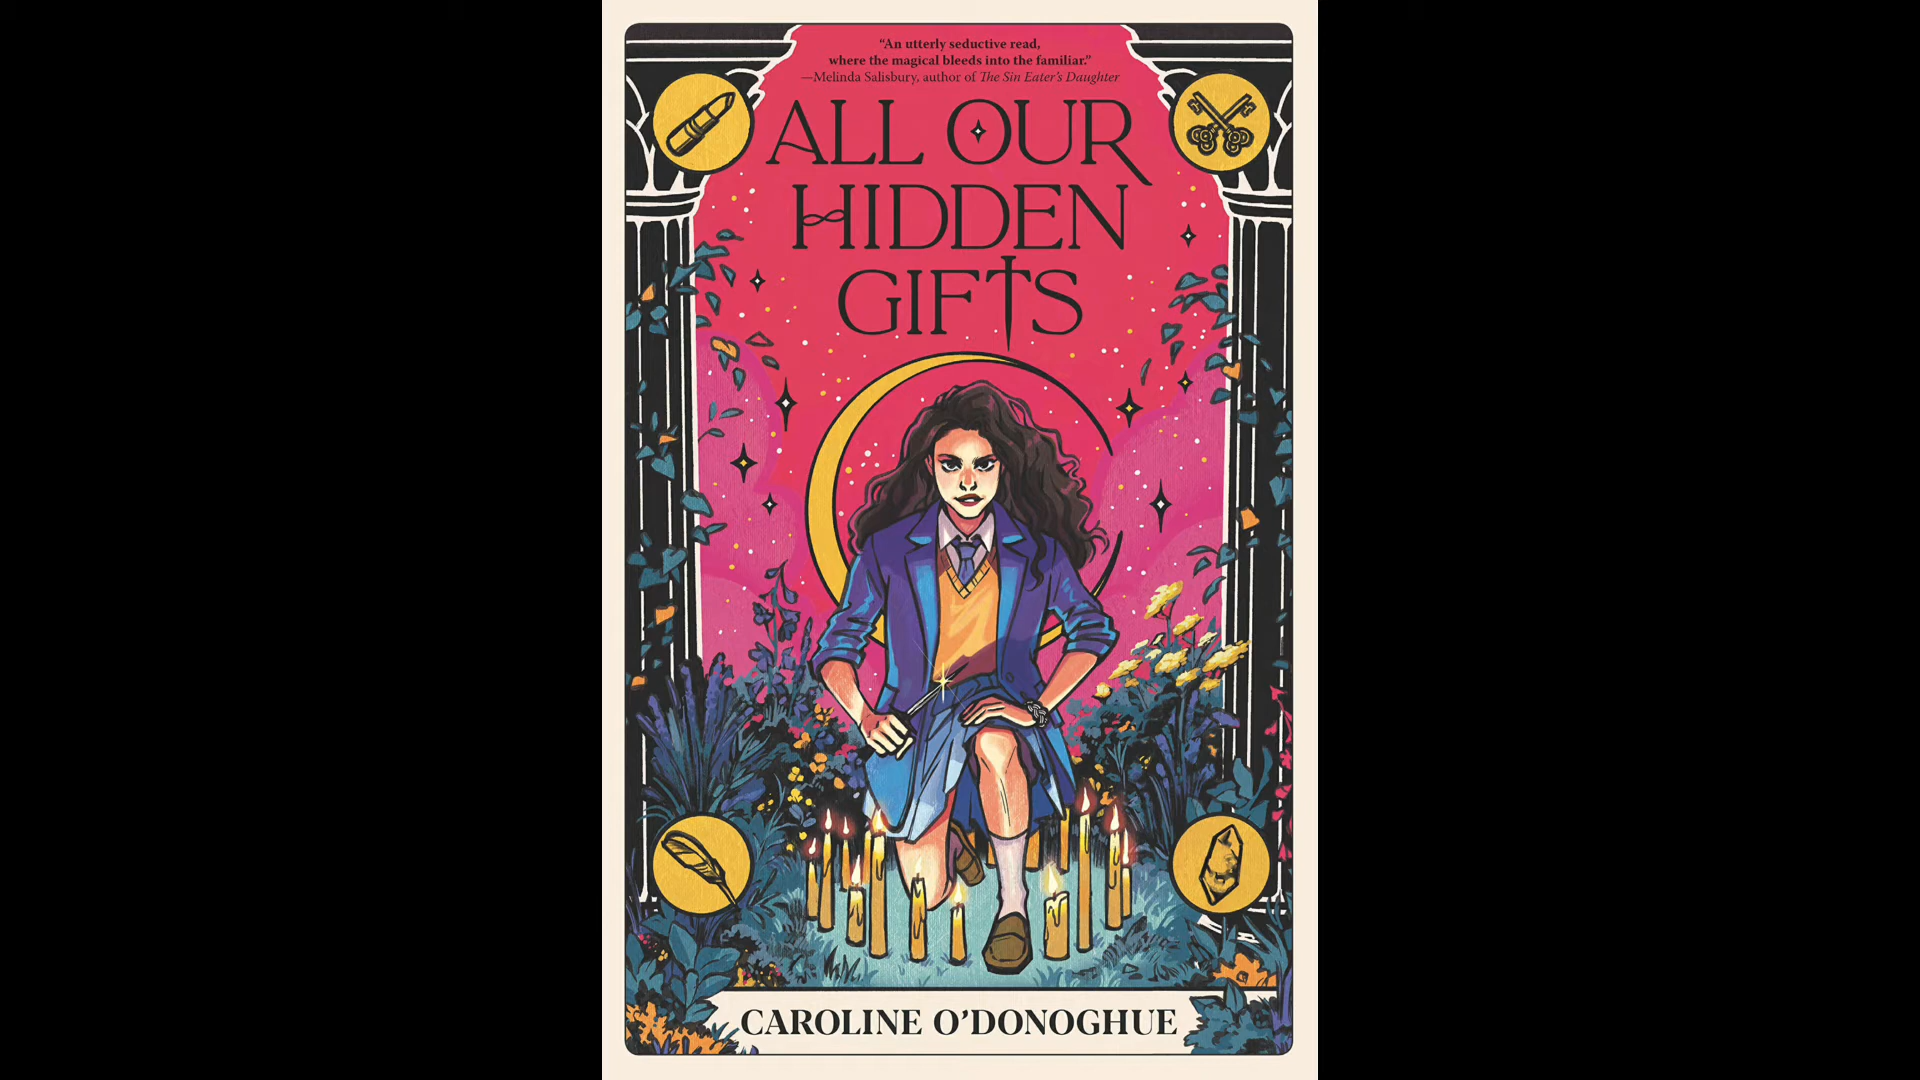 “An utterly seductive read,
where the magical bleeds into the familiar.”
—Melinda Salisbury, author of The Sin Eater’s Daughter
ALL OUR
HIDDEN
GIFTS
CAROLINE O’DONOGHUE